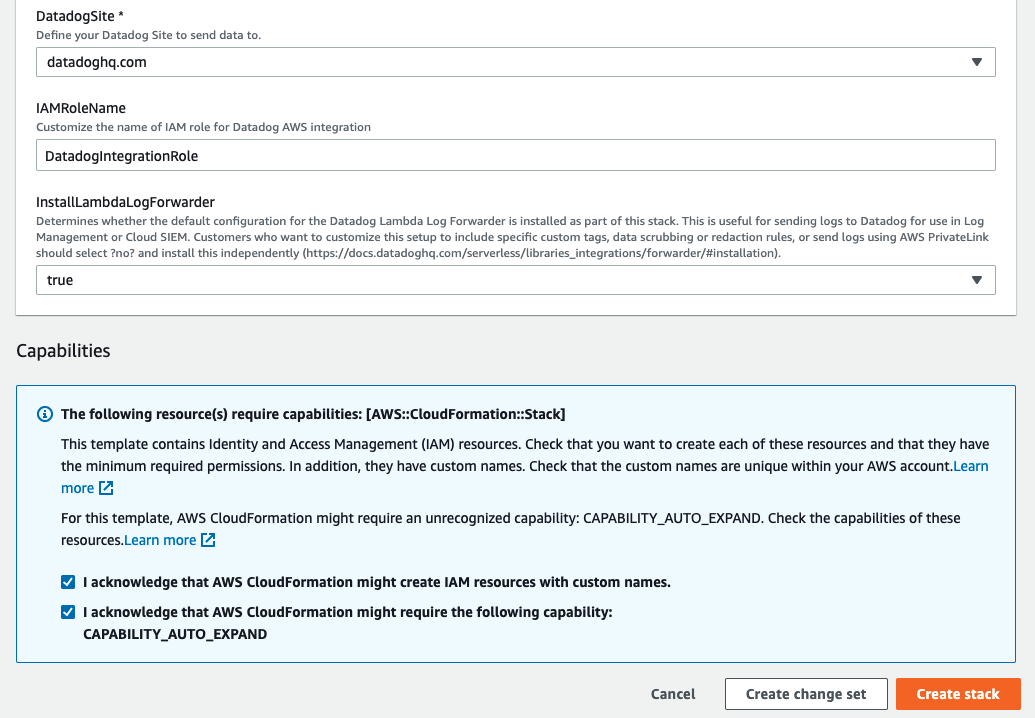 DatadogSite *
Define your Datadog Site to send data to.
datadoghq.com
IAMRoleName
Customize the name of IAM role for Datadog AWS integration
DatadogIntegrationRole
InstallLambdaLogForwarder
Determines whether the default configuration for the Datadog Lambda Log Forwarder is installed as part of this stack. This is useful for sending logs to Datadog for use in Log
Management or Cloud SIEM. Customers who want to customize this setup to include specific custom tags, data scrubbing or redaction rules, or send logs using AWS PrivateLink
should select ?no? and install this independently (https://docs.datadoghq.com/serverless/libraries_integrations/forwarder/#installation).
true
Capabilities
The following resource(s) require capabilities: [AWS::CloudFormation::Stack]
This template contains Identity and Access Management (IAM) resources. Check that you want to create each of these resources and that they have
the minimum required permissions. In addition, they have custom names. Check that the custom names are unique within your AWS account.Learn
more
For this template, AWS CloudFormation might require an unrecognized capability: CAPABILITY_AUTO_EXPAND. Check the capabilities of these
resources.Learn more
I acknowledge that AWS CloudFormation might create IAM resources with custom names.
I acknowledge that AWS CloudFormation might require the following capability:
CAPABILITY_AUTO_EXPAND
Cancel Create change set Create stack